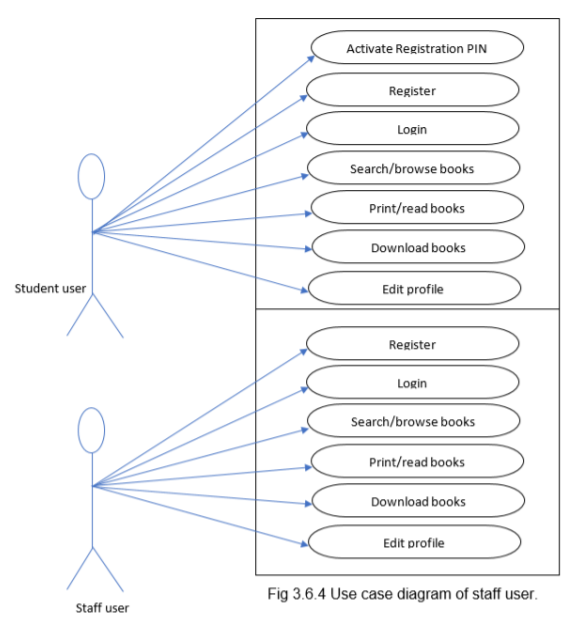 Activate Registration PIN
Register
Login
Search/browse books
Print/read books
Download books
Edit profile
Student user
Register
Login
Search/browse books
Print/read books
Download books
Edit profile
Staff user
Fig 3.6.4 Use case diagram of staff user.